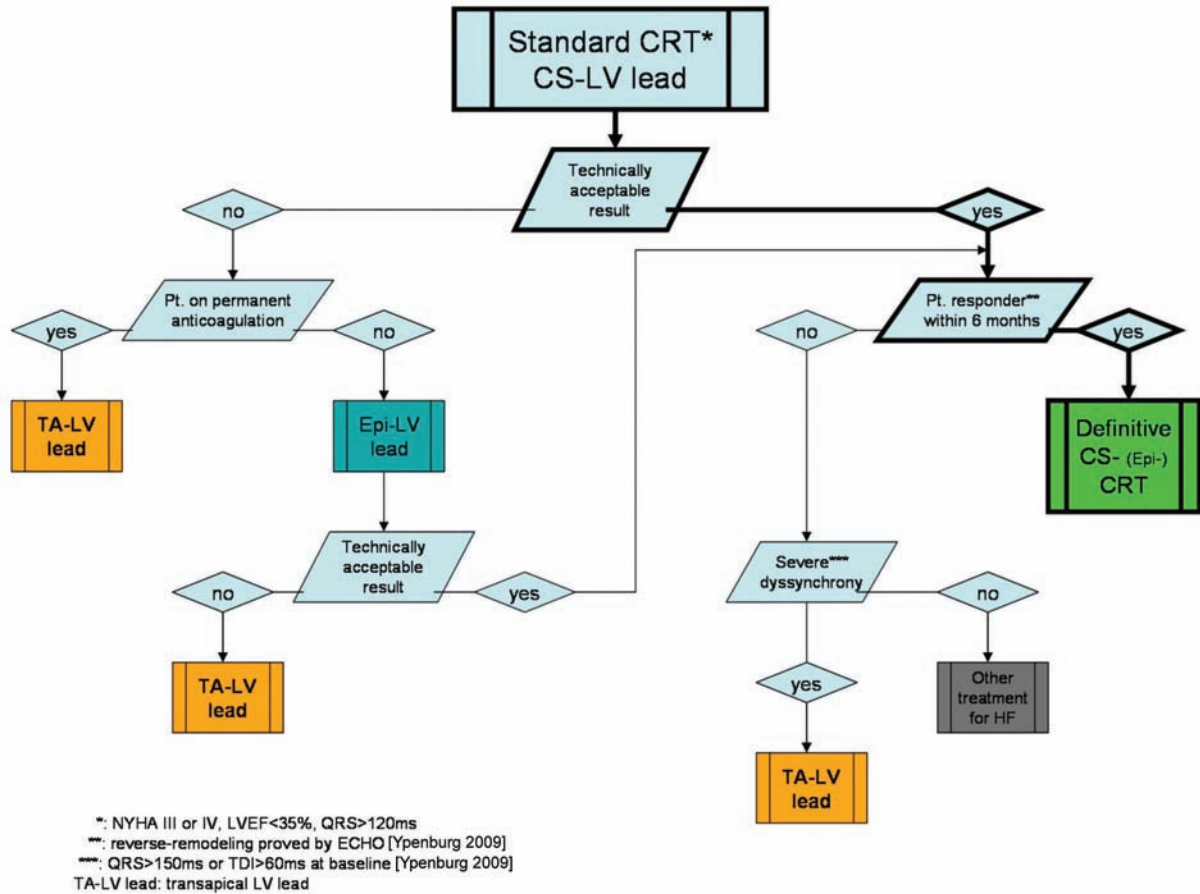 Standard CRT*
CS-LV lead
Technically
acceptable
result
no
yes
Pt. on permanent
anticoagulation
Pt. responder**
within 6 months
yes
no
no
yes
TA-LV
lead
Epi-LV
lead
Definitive
CS- (Epi-)
CRT
Technically
acceptable
result
Severe***
dyssynchrony
no
yes
no
TA-LV
lead
yes
Other
treatment
for HF
TA-LV
lead
*: NYHA III or IV, LVEF<35%, QRS>120ms
**: reverse-remodeling proved by ECHO [Ypenburg 2009]
***: QRS>150ms or TDI>60ms at baseline [Ypenburg 2009]
TA-LV lead: transapical LV lead